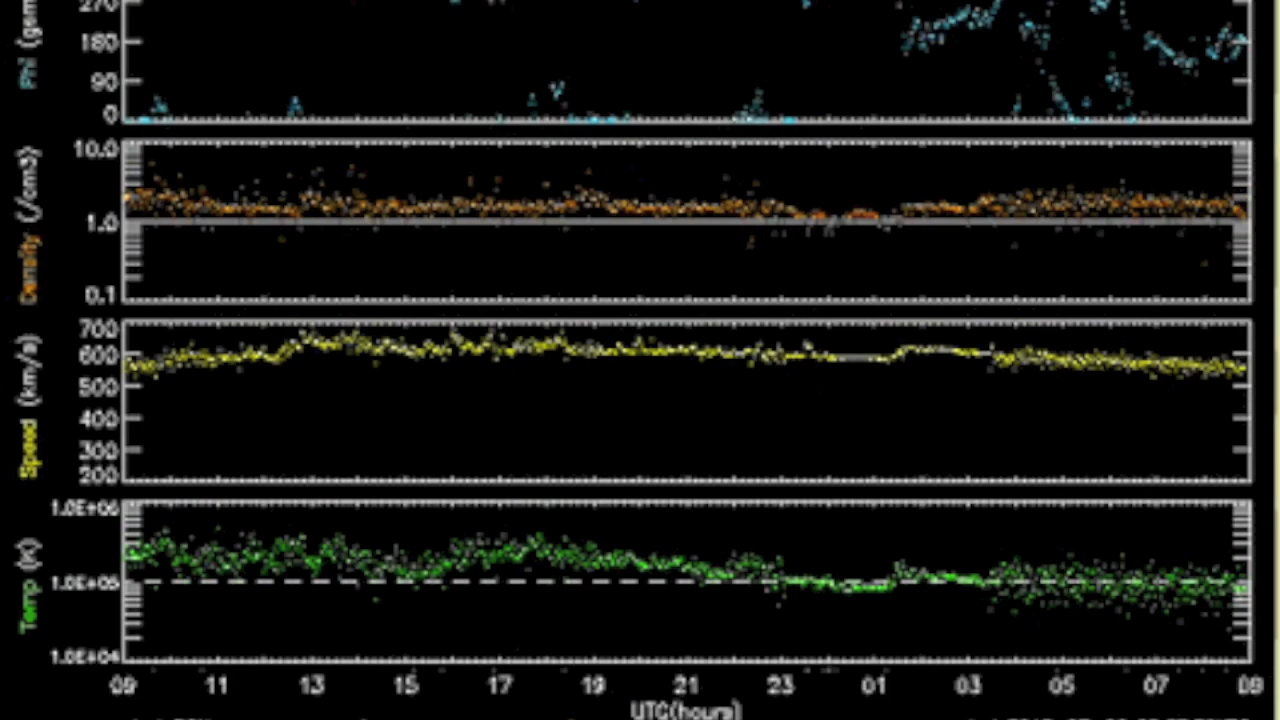 270
180
90
0
Phi (gsm
10.0
1.0
0.1
Density (/cm3)
700
600
500
400
300
200
Speed (km/s)
1.0E+06
1.0E+05
1.0E+04
Temp (K)
09 11 13 15 17 19 21 23 01 03 05 07 09
UTC(hours)